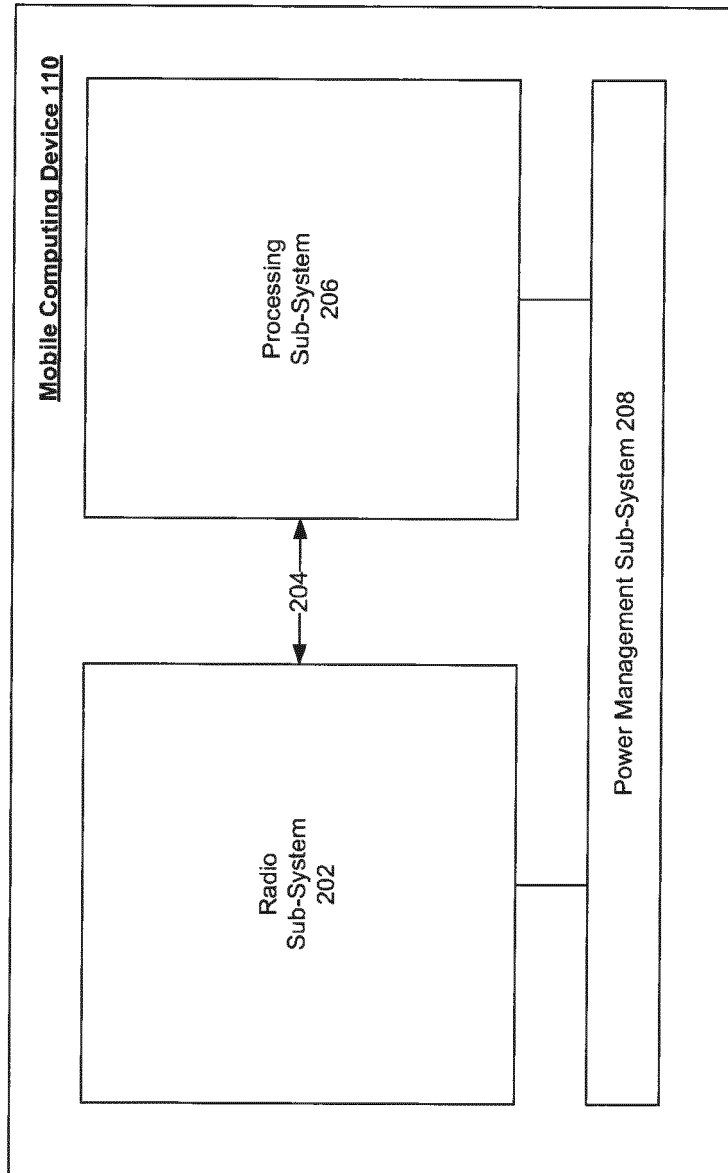 Mobile Computing Device 110
Radio
Sub-System
202
204
Processing
Sub-System
206
Power Management Sub-System 208